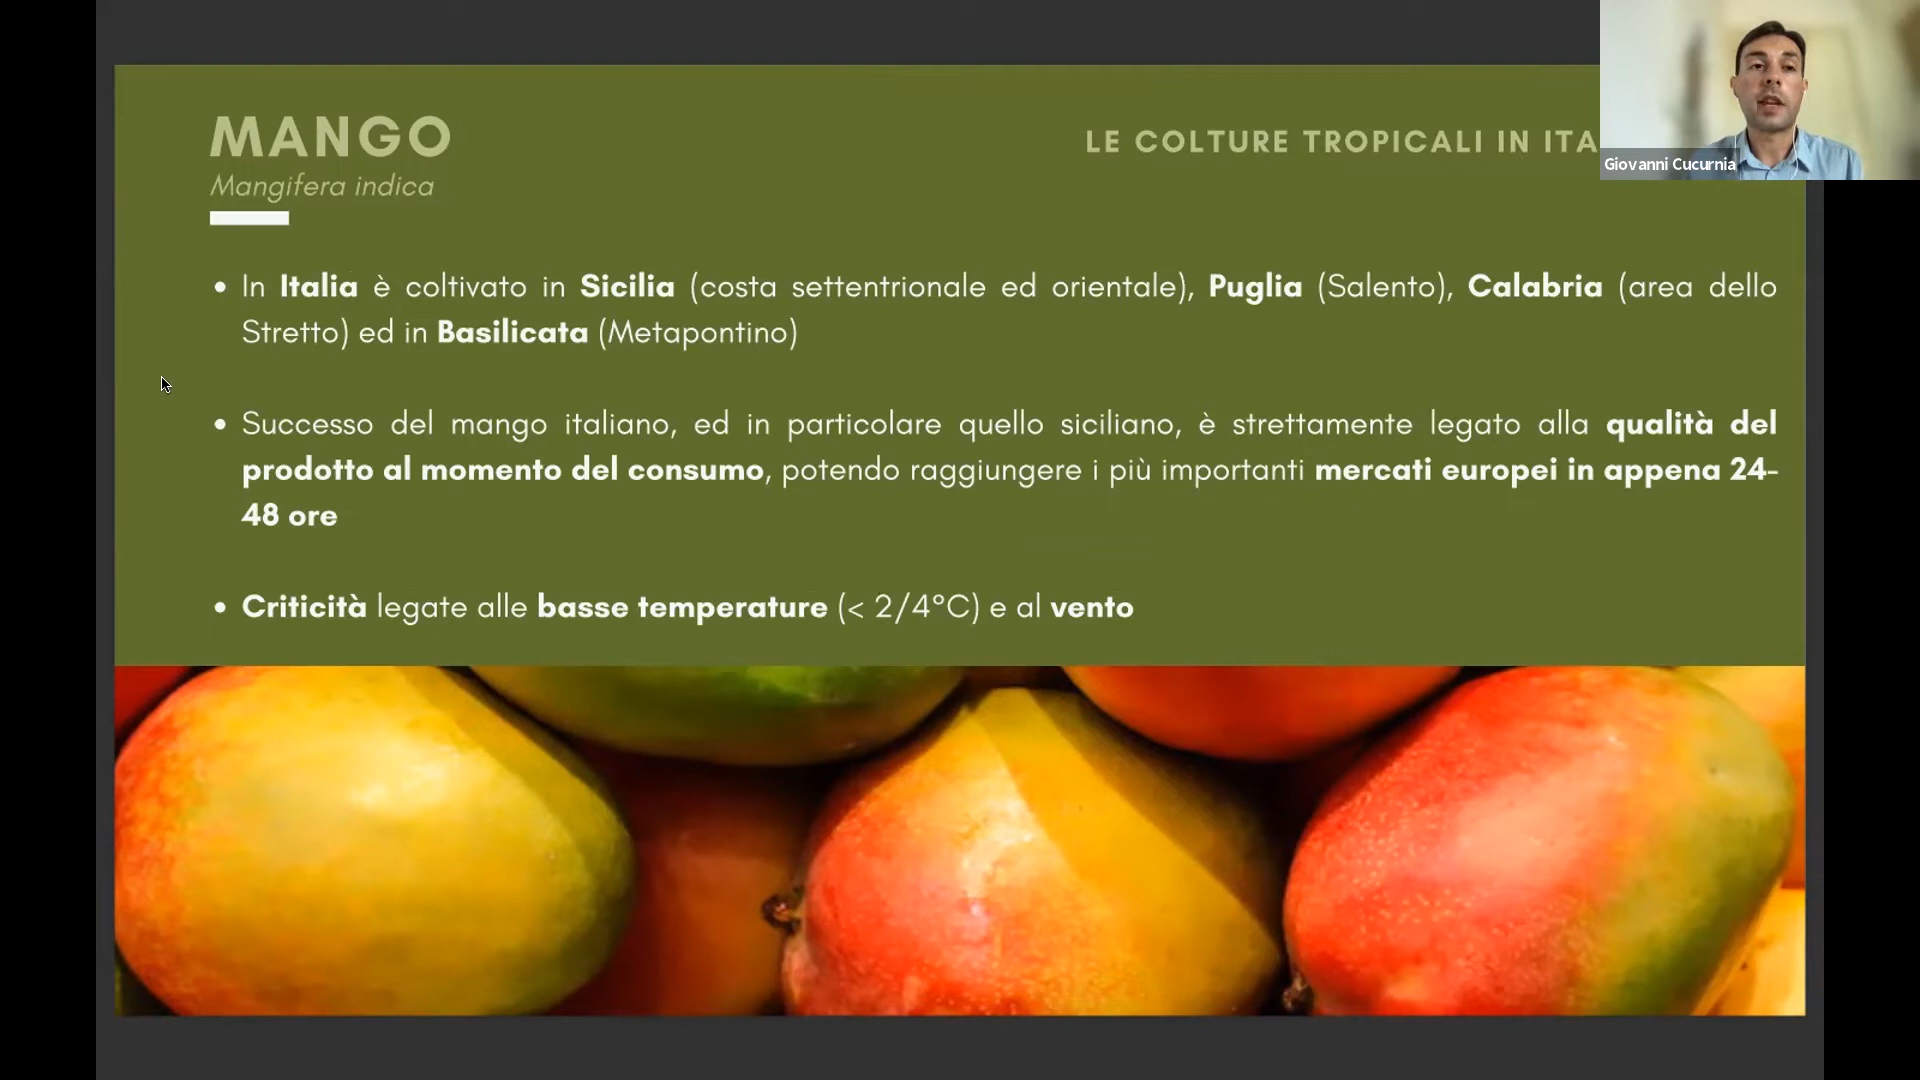 MANGO
LE COLTURE TROPICALI IN ITA
Mangifera indica
Giovanni Cucurnia
• In Italia è coltivato in Sicilia (costa settentrionale ed orientale), Puglia (Salento), Calabria (area dello
Stretto) ed in Basilicata (Metapontino)
• Successo del mango italiano, ed in particolare quello siciliano, è strettamente legato alla qualità del
prodotto al momento del consumo, potendo raggiungere i più importanti mercati europei in appena 24-
48 ore
• Criticità legate alle basse temperature (< 2/4°C) e al vento